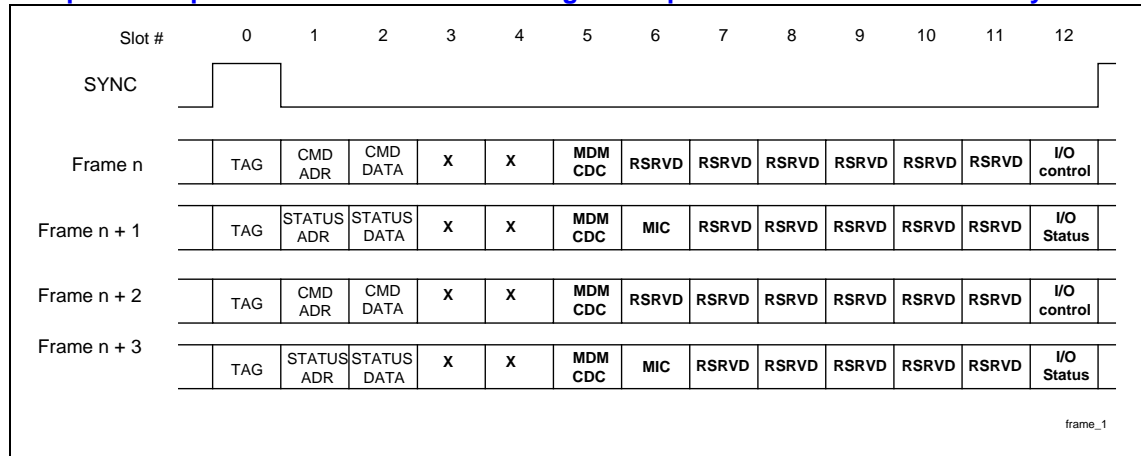 Slot # 0 1 2 3 4 5 6 7 8 9 10 11 12
SYNC
Frame n TAG CMD ADR CMD DATA X X MDM CDC RSRVD RSRVD RSRVD RSRVD RSRVD RSRVD I/O control
Frame n + 1 TAG STATUS ADR STATUS DATA X X MDM CDC MIC RSRVD RSRVD RSRVD RSRVD RSRVD I/O Status
Frame n + 2 TAG CMD ADR CMD DATA X X MDM CDC RSRVD RSRVD RSRVD RSRVD RSRVD RSRVD I/O control
Frame n + 3 TAG STATUS ADR STATUS DATA X X MDM CDC MIC RSRVD RSRVD RSRVD RSRVD RSRVD I/O Status
frame_1